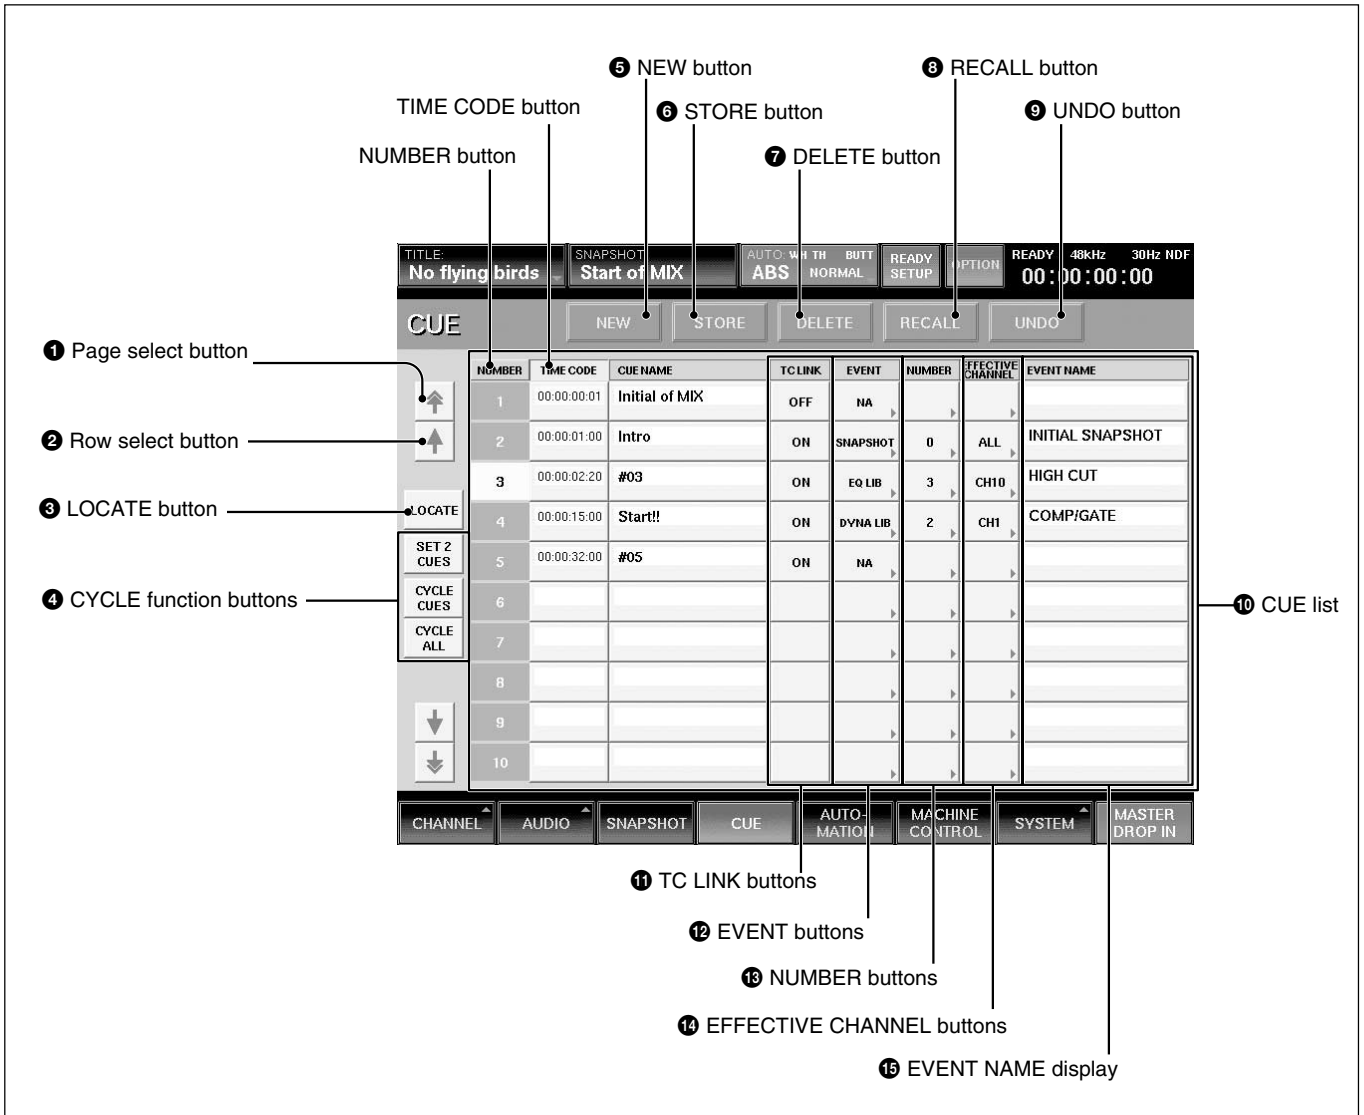 ❺ NEW button
❽ RECALL button
TIME CODE button
❻ STORE button
❾ UNDO button
NUMBER button
❼ DELETE button
TITLE:
No flying birds
SNAPSHOT
Start of MIX
AUTO: WH TH BUTT
ABS NORMAL
READY
SETUP
OPTION
READY 48kHz 30Hz NDF
00:00:00:00
CUE
NEW
STORE
DELETE
RECALL
UNDO
❶ Page select button
❷ Row select button
❸ LOCATE button
❹ CYCLE function buttons
LOCATE
SET 2
CUES
CYCLE
CUES
CYCLE
ALL
NUMBER TIME CODE CUE NAME TC LINK EVENT NUMBER EFFECTIVE CHANNEL EVENT NAME
1 00:00:00:01 Initial of MIX OFF NA
2 00:00:01:00 Intro ON SNAPSHOT 0 ALL INITIAL SNAPSHOT
3 00:00:02:20 #03 ON EQ LIB 3 CH10 HIGH CUT
4 00:00:15:00 Start!! ON DYNA LIB 2 CH1 COMP/GATE
5 00:00:32:00 #05 ON NA
6
7
8
9
10
❿ CUE list
CHANNEL
AUDIO
SNAPSHOT
CUE
AUTO-
MATION
MACHINE
CONTROL
SYSTEM
MASTER
DROP IN
⓫ TC LINK buttons
⓬ EVENT buttons
⓭ NUMBER buttons
⓮ EFFECTIVE CHANNEL buttons
⓯ EVENT NAME display